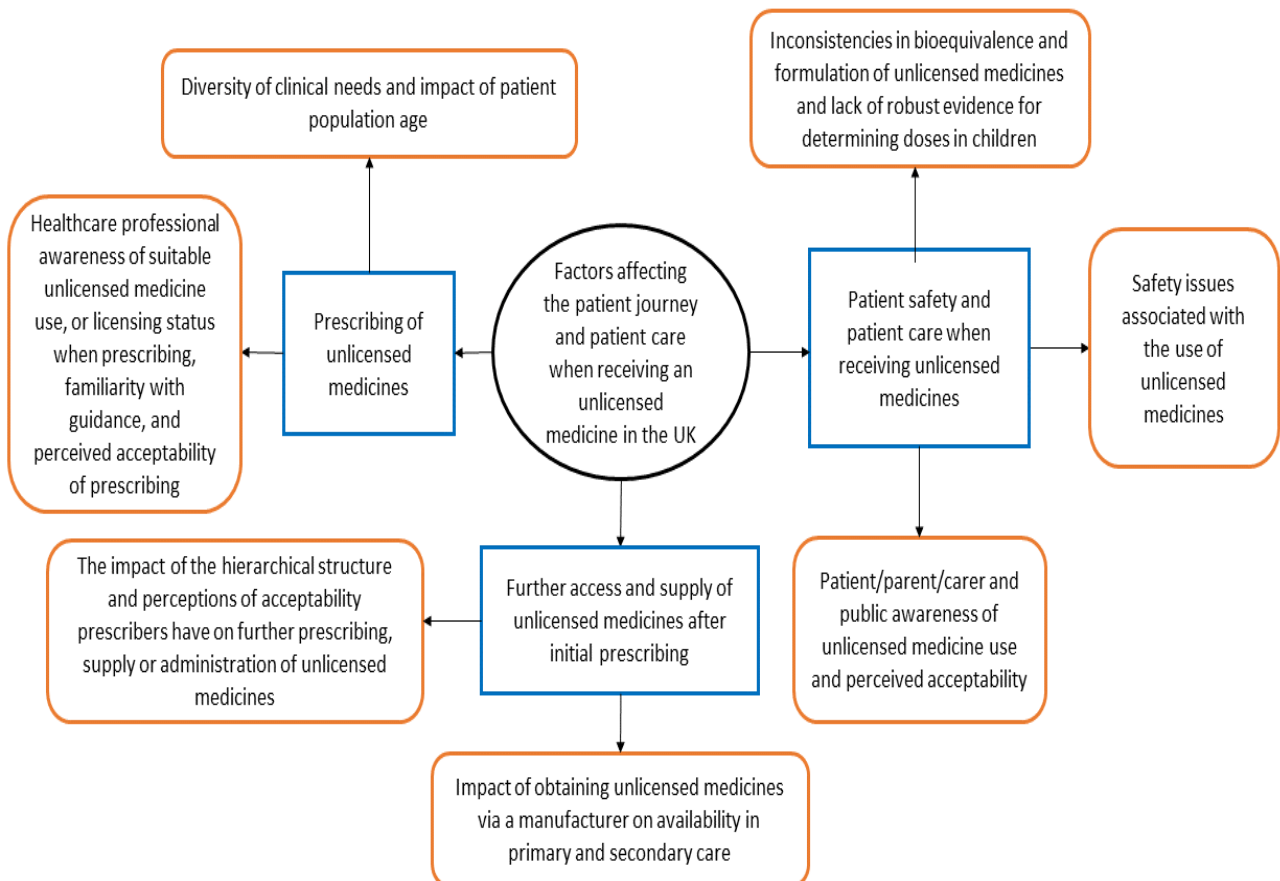 Diversity of clinical needs and impact of patient
population age
Inconsistencies in bioequivalence and
formulation of unlicensed medicines
and lack of robust evidence for
determining doses in children
Healthcare professional
awareness of suitable
unlicensed medicine
use, or licensing status
when prescribing,
familiarity with
guidance, and
perceived acceptability
of prescribing
Prescribing of
unlicensed
medicines
Factors affecting
the patient journey
and patient care
when receiving an
unlicensed
medicine in the UK
Patient safety and
patient care when
receiving unlicensed
medicines
Safety issues
associated with
the use of
unlicensed
medicines
The impact of the hierarchical structure
and perceptions of acceptability
prescribers have on further prescribing,
supply or administration of unlicensed
medicines
Further access and supply of
unlicensed medicines after
initial prescribing
Patient/parent/carer and
public awareness of
unlicensed medicine use
and perceived acceptability
Impact of obtaining unlicensed medicines
via a manufacturer on availability in
primary and secondary care